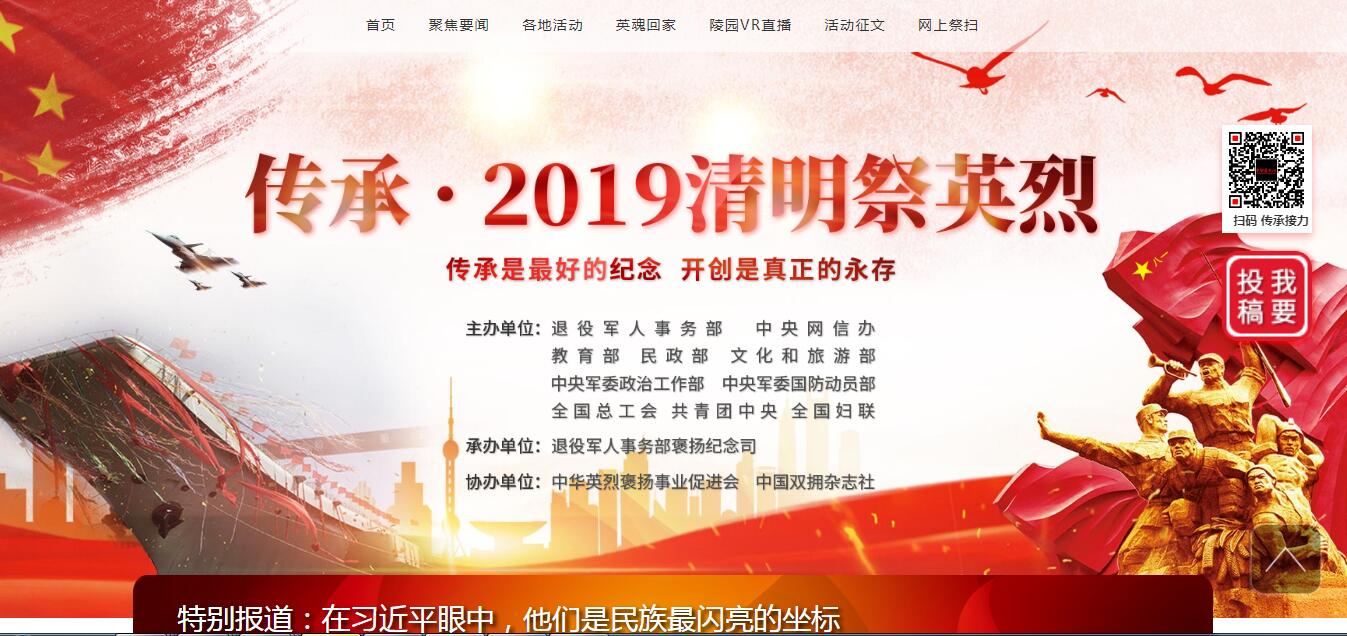 首页 聚焦要闻 各地活动 英魂回家 陵园VR直播 活动征文 网上祭扫
传承·2019清明祭英烈
传承是最好的纪念 开创是真正的永存
主办单位：退役军人事务部 中央网信办
教育部 民政部 文化和旅游部
中央军委政治工作部 中央军委国防动员部
全国总工会 共青团中央 全国妇联
承办单位：退役军人事务部褒扬纪念司
协办单位：中华英烈褒扬事业促进会 中国双拥杂志社
扫码 传承接力
我要
投稿
八一
特别报道：在习近平眼中，他们是民族最闪亮的坐标